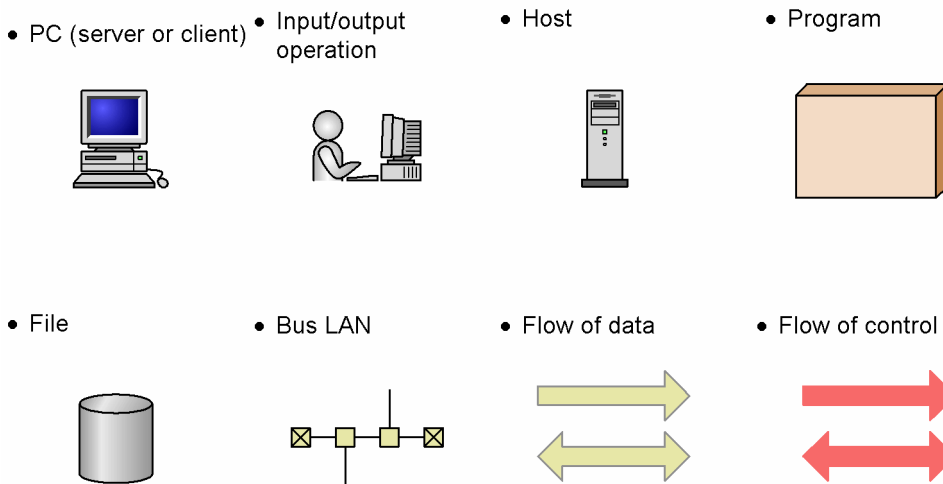 • PC (server or client)
• Input/output
operation
• Host
• Program
• File
• Bus LAN
• Flow of data
• Flow of control